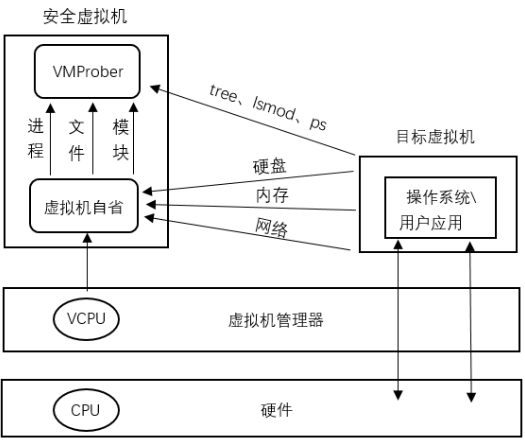 安全虚拟机
VMProber
进程
文件
模块
虚拟机自省
tree、lsmod、ps
硬盘
内存
网络
目标虚拟机
操作系统\
用户应用
VCPU
虚拟机管理器
CPU
硬件